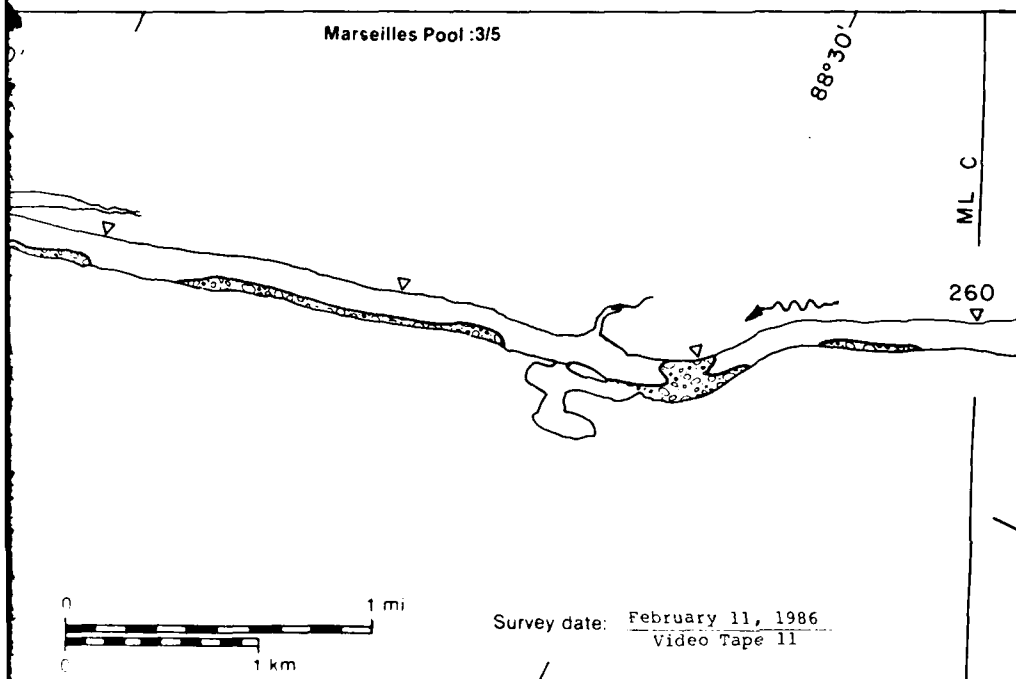 Marseilles Pool :3/5
88°30'
ML C
260
0 1 mi
0 1 km
Survey date: February 11, 1986
Video Tape 11